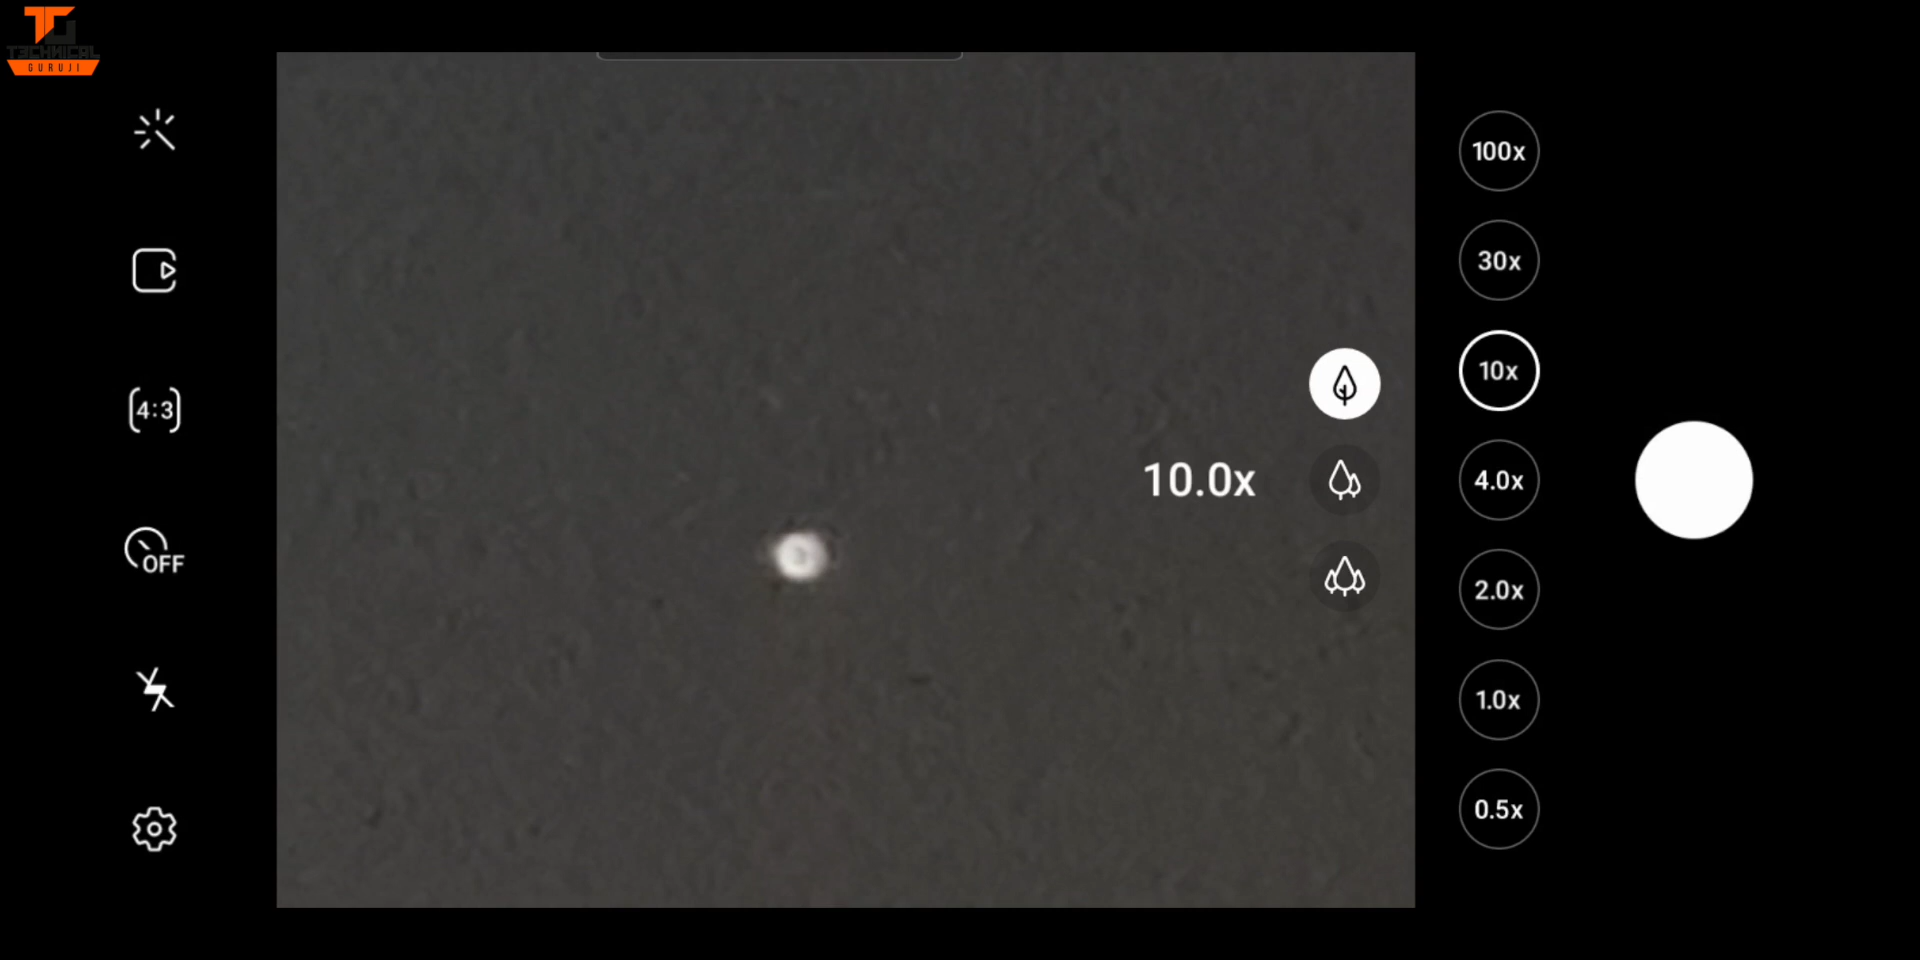 TECHNICAL
GURUJI
4:3
OFF
10.0x
100x
30x
10x
4.0x
2.0x
1.0x
0.5x